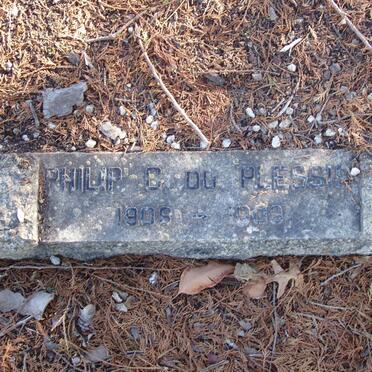 PHILIP C. DU PLESSIS
1909 -